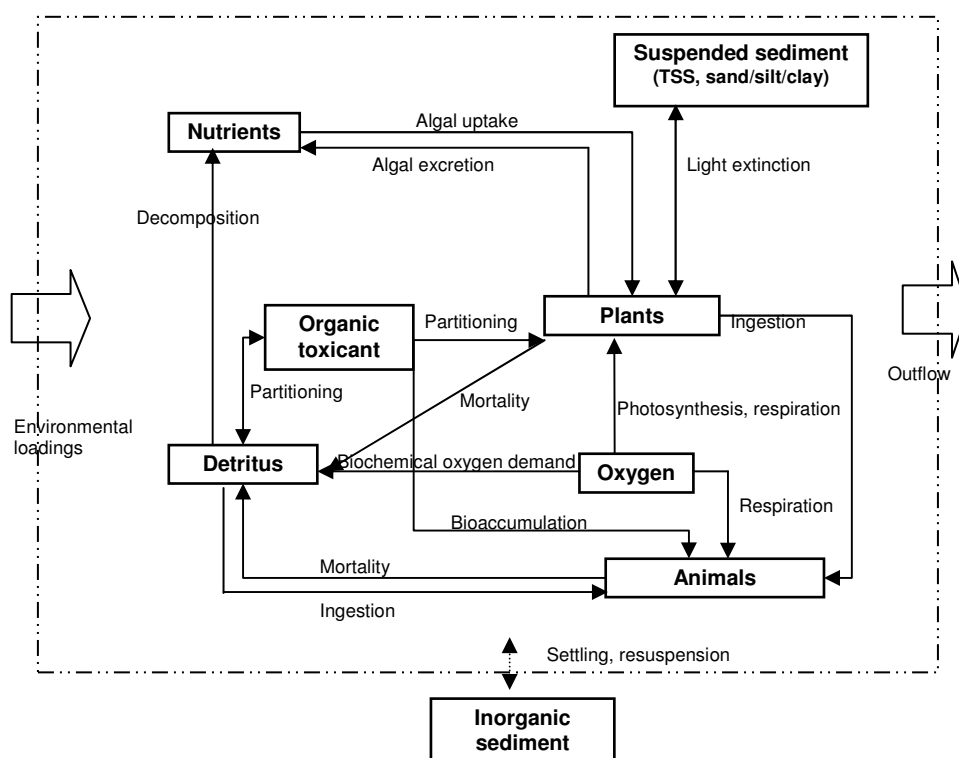 Suspended sediment
(TSS, sand/silt/clay)
Nutrients
Algal uptake
Algal excretion
Light extinction
Decomposition
Organic
toxicant
Partitioning
Plants
Ingestion
Outflow
Partitioning
Mortality
Photosynthesis, respiration
Environmental
loadings
Detritus
Biochemical oxygen demand
Oxygen
Respiration
Bioaccumulation
Mortality
Animals
Ingestion
Settling, resuspension
Inorganic
sediment